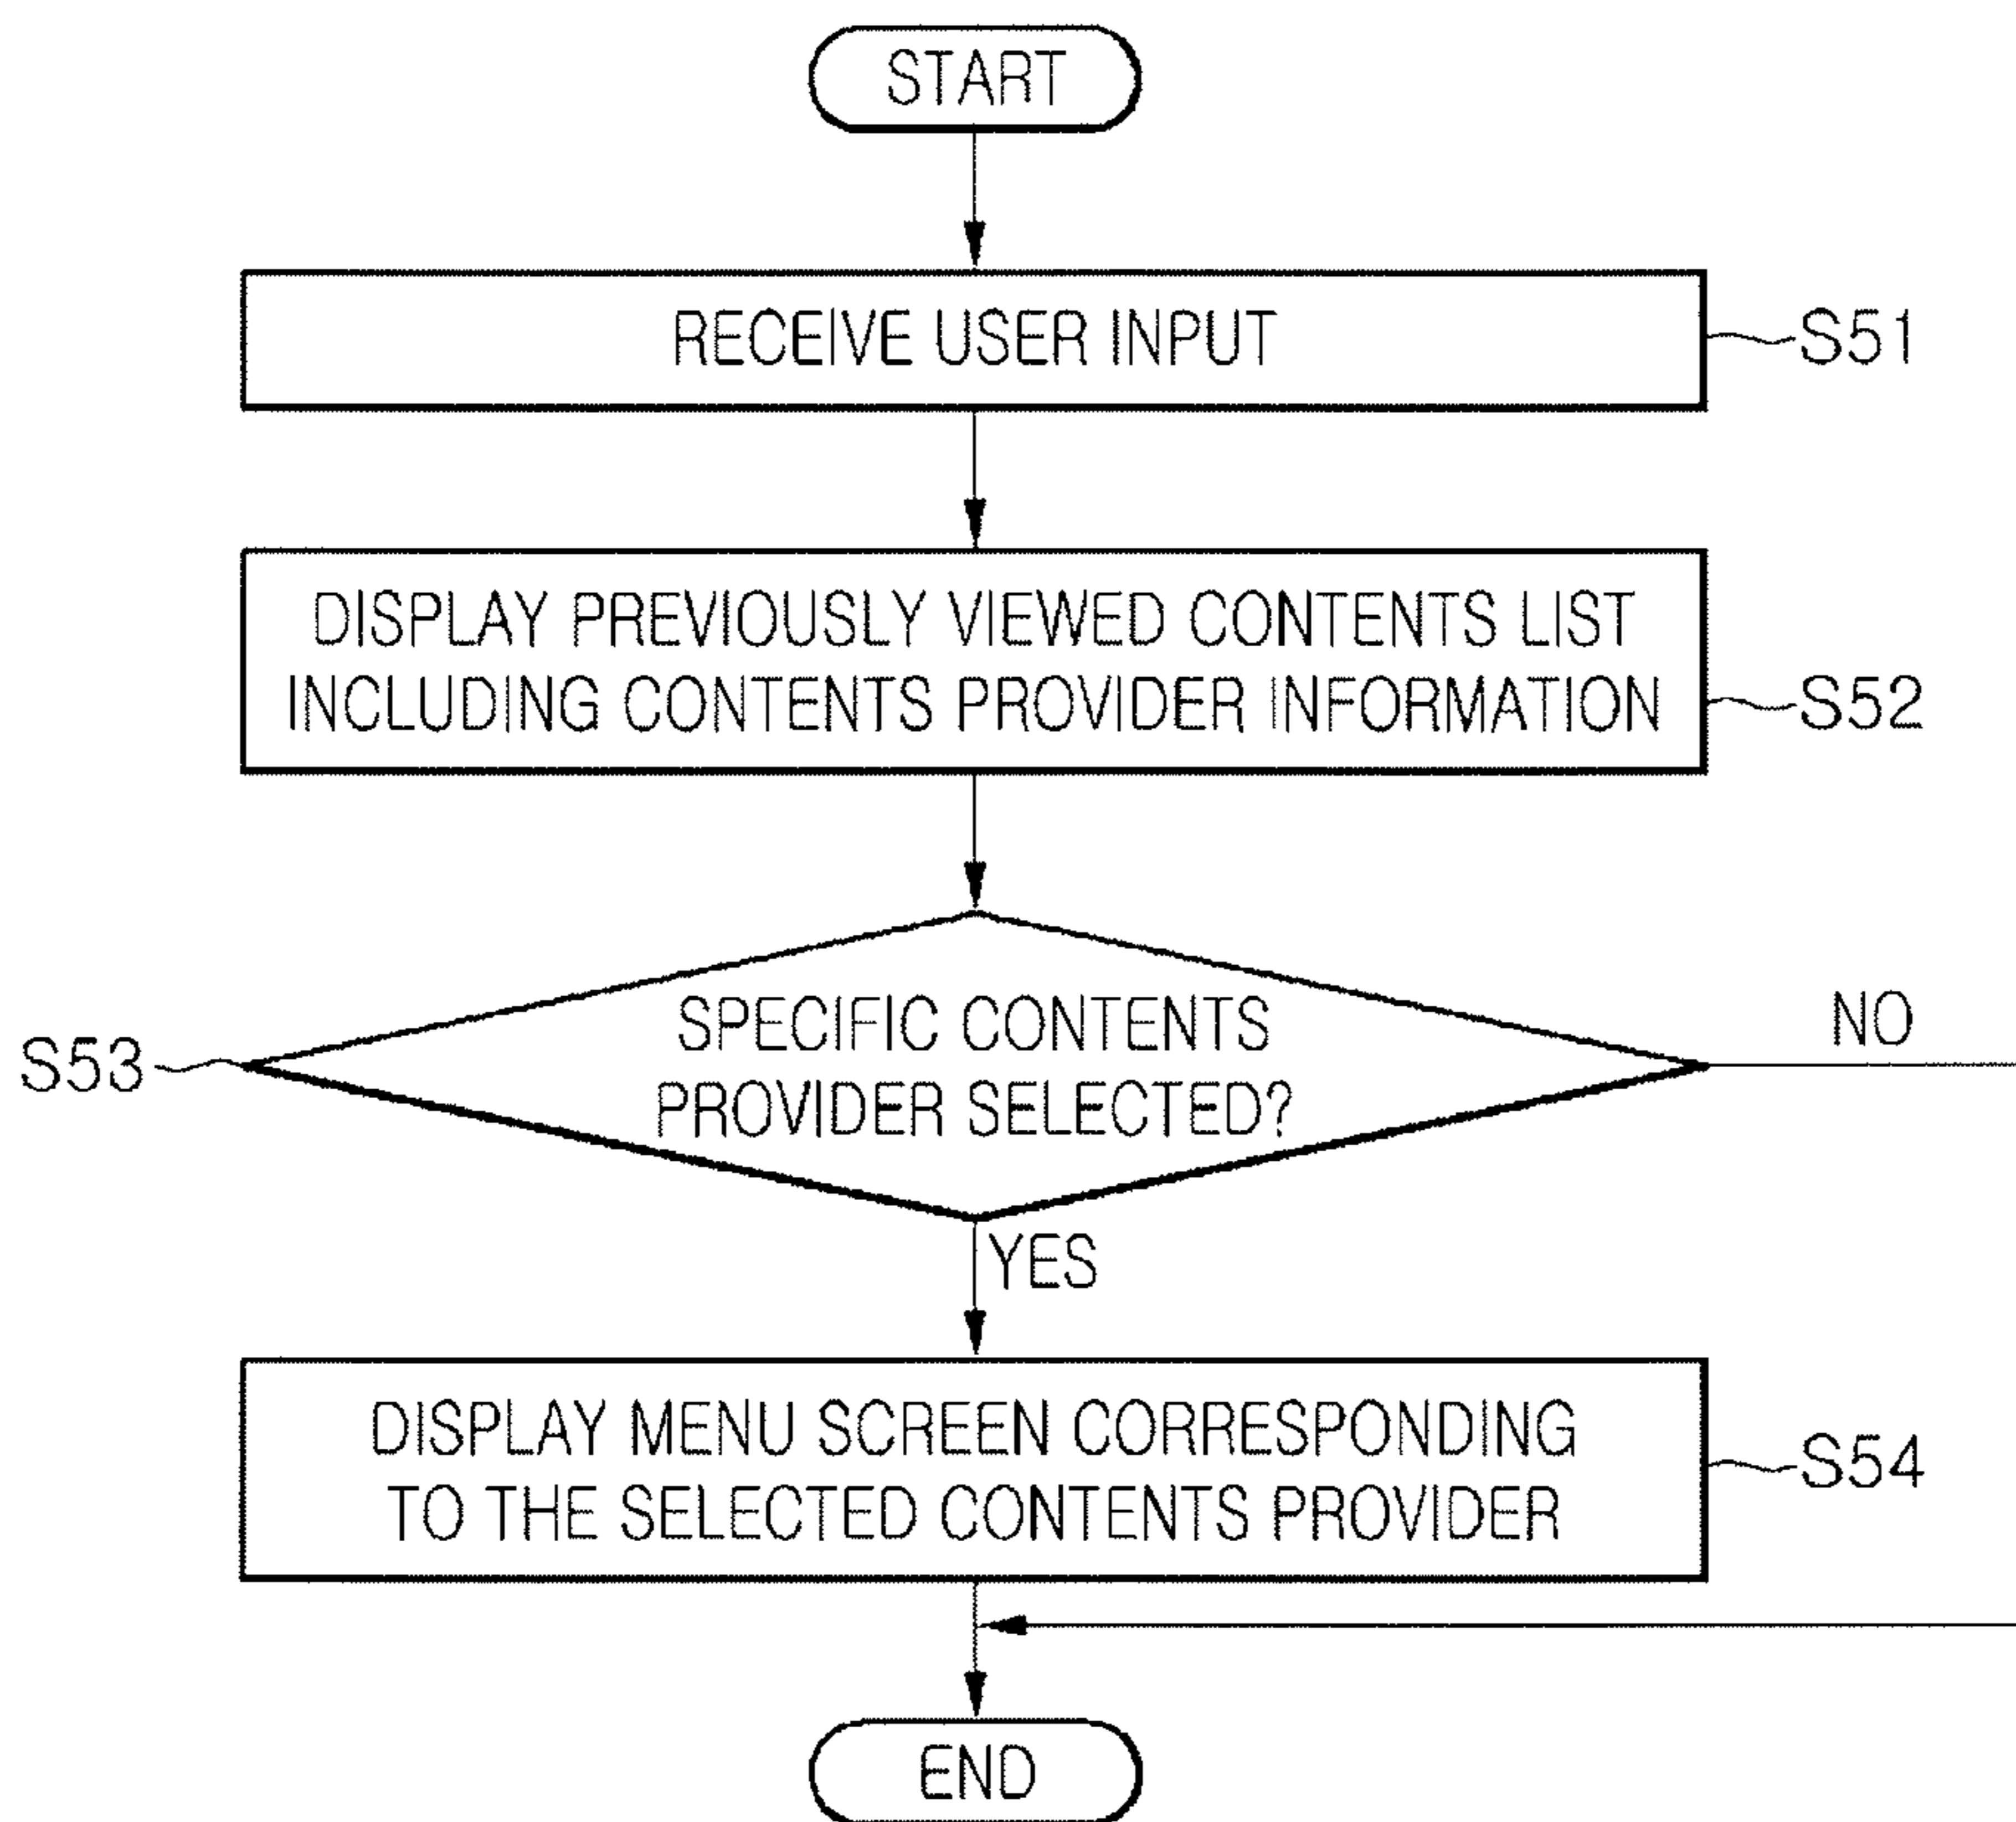 START
RECEIVE USER INPUT
S51
DISPLAY PREVIOUSLY VIEWED CONTENTS LIST
INCLUDING CONTENTS PROVIDER INFORMATION
S52
SPECIFIC CONTENTS
PROVIDER SELECTED?
S53
NO
YES
DISPLAY MENU SCREEN CORRESPONDING
TO THE SELECTED CONTENTS PROVIDER
S54
END